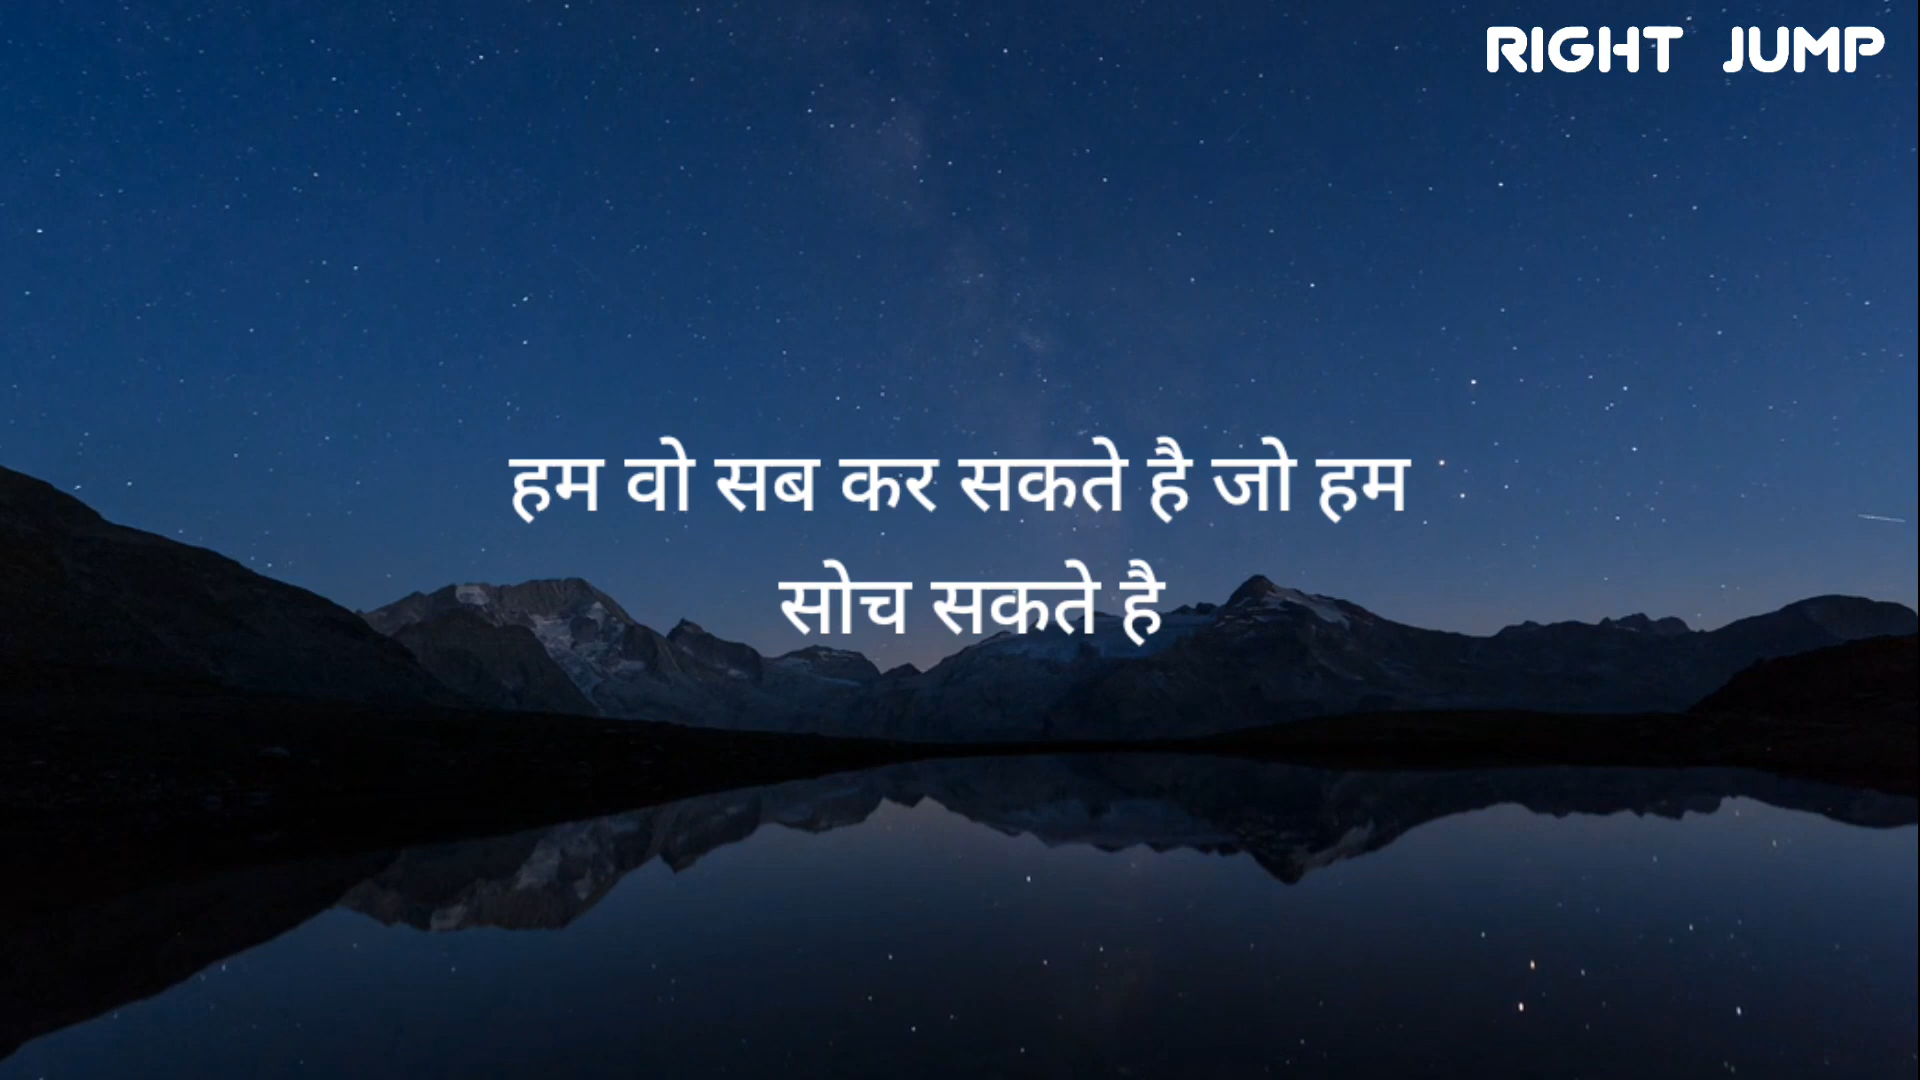 RIGHT JUMP
हम वो सब कर सकते है जो हम
सोच सकते है